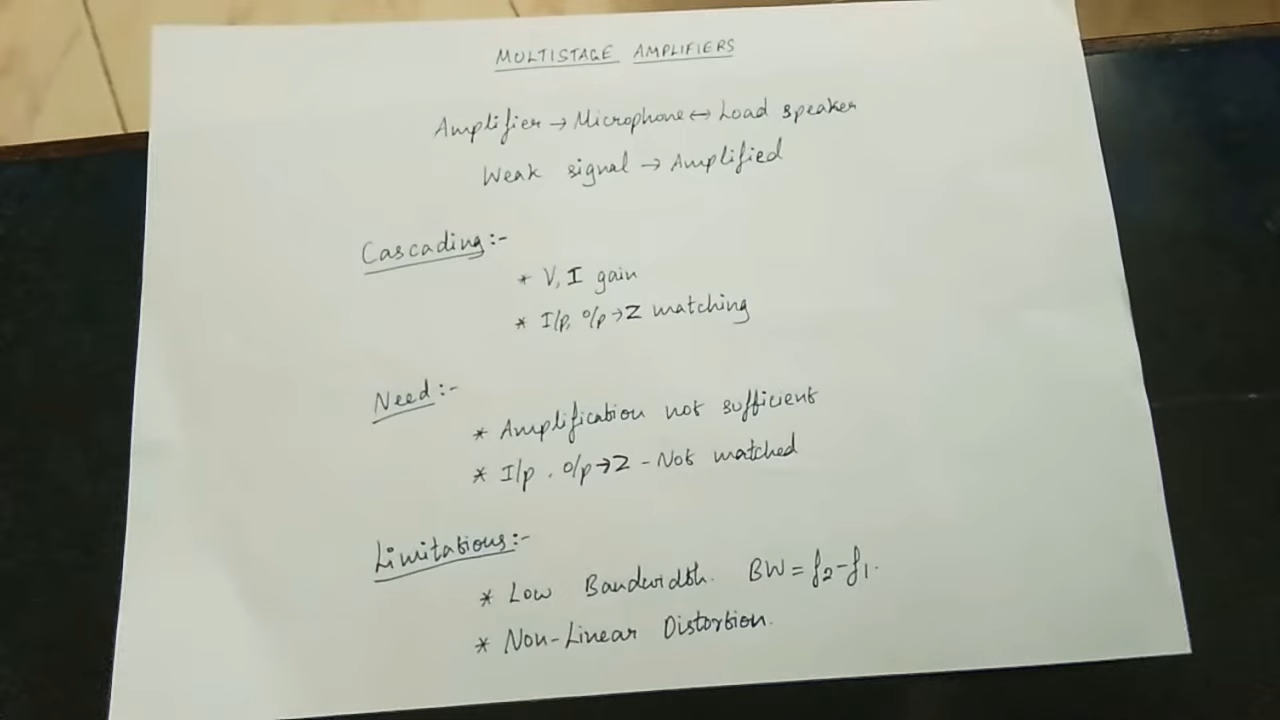 MULTISTAGE AMPLIFIERS
Amplifier → Microphone ↔ Load speaker
Weak signal → Amplified
Cascading:-
* V, I gain
* I/p, o/p → Z matching
Need:-
* Amplification not sufficient
* I/p . o/p → Z - Not matched
Limitations:-
* Low Bandwidth. BW = f2-f1.
* Non-Linear Distortion.